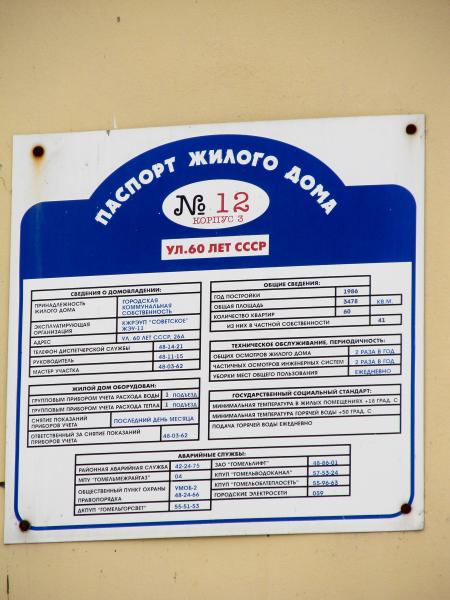 ПАСПОРТ ЖИЛОГО ДОМА
№ 12
КОРПУС 3
УЛ.60 ЛЕТ СССР
СВЕДЕНИЯ О ДОМОВЛАДЕНИИ:
ПРИНАДЛЕЖНОСТЬ ЖИЛОГО ДОМА ГОРОДСКАЯ КОММУНАЛЬНАЯ СОБСТВЕННОСТЬ
ЭКСПЛУАТИРУЮЩАЯ ОРГАНИЗАЦИЯ КЖРЭУП "СОВЕТСКОЕ" ЖЭУ-11
АДРЕС УЛ. 60 ЛЕТ СССР, 26А
ТЕЛЕФОН ДИСПЕТЧЕРСКОЙ СЛУЖБЫ 48-14-21
РУКОВОДИТЕЛЬ 48-11-15
МАСТЕР УЧАСТКА 48-03-62
ЖИЛОЙ ДОМ ОБОРУДОВАН:
ГРУППОВЫМ ПРИБОРОМ УЧЕТА РАСХОДА ВОДЫ 1 ПОДЪЕЗД
ГРУППОВЫМ ПРИБОРОМ УЧЕТА РАСХОДА ТЕПЛА 1 ПОДЪЕЗД
СНЯТИЕ ПОКАЗАНИЙ ПРИБОРОВ УЧЕТА ПОСЛЕДНИЙ ДЕНЬ МЕСЯЦА
ОТВЕТСТВЕННЫЙ ЗА СНЯТИЕ ПОКАЗАНИЙ ПРИБОРОВ УЧЕТА 48-03-62
ОБЩИЕ СВЕДЕНИЯ:
ГОД ПОСТРОЙКИ 1986
ОБЩАЯ ПЛОЩАДЬ 3478 КВ.М.
КОЛИЧЕСТВО КВАРТИР 60
ИЗ НИХ В ЧАСТНОЙ СОБСТВЕННОСТИ 41
ТЕХНИЧЕСКОЕ ОБСЛУЖИВАНИЕ, ПЕРИОДИЧНОСТЬ:
ОБЩИХ ОСМОТРОВ ЖИЛОГО ДОМА 2 РАЗА В ГОД
ЧАСТИЧНЫХ ОСМОТРОВ ИНЖЕНЕРНЫХ СИСТЕМ 2 РАЗА В ГОД
УБОРКИ МЕСТ ОБЩЕГО ПОЛЬЗОВАНИЯ ЕЖЕДНЕВНО
ГОСУДАРСТВЕННЫЙ СОЦИАЛЬНЫЙ СТАНДАРТ:
МИНИМАЛЬНАЯ ТЕМПЕРАТУРА В ЖИЛЫХ ПОМЕЩЕНИЯХ +18 ГРАД. С
МИНИМАЛЬНАЯ ТЕМПЕРАТУРА ГОРЯЧЕЙ ВОДЫ +50 ГРАД. С
ПОДАЧА ГОРЯЧЕЙ ВОДЫ ЕЖЕДНЕВНО
АВАРИЙНЫЕ СЛУЖБЫ:
РАЙОННАЯ АВАРИЙНАЯ СЛУЖБА 42-24-75
МПУ "ГОМЕЛЬМЕЖРАЙГАЗ" 04
ОБЩЕСТВЕННЫЙ ПУНКТ ОХРАНЫ ПРАВОПОРЯДКА УМОБ-2 48-24-66
ДКПУП "ГОМЕЛЬГОРСВЕТ" 55-51-53
ЗАО "ГОМЕЛЬЛИФТ" 48-86-01
КПУП "ГОМЕЛЬВОДОКАНАЛ" 57-53-24
КПУП "ГОМЕЛЬОБЛТЕПЛОСЕТЬ" 55-96-63
ГОРОДСКИЕ ЭЛЕКТРОСЕТИ 059